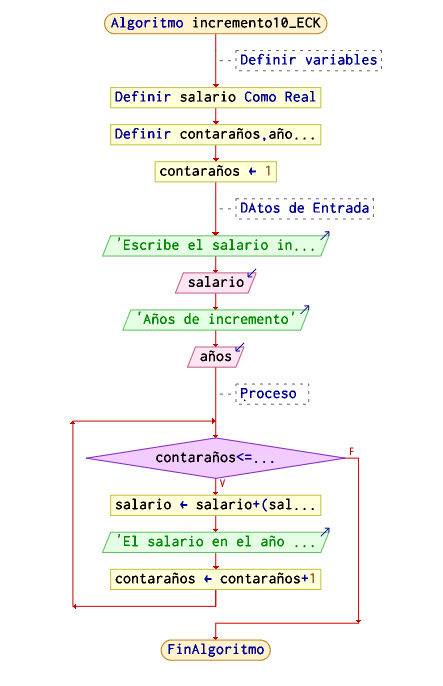 Algoritmo incremento10_ECK
Definir variables
Definir salario Como Real
Definir contaraños,año...
contaraños ← 1
DAtos de Entrada
'Escribe el salario in...
salario
'Años de incremento'
años
Proceso
contaraños<=...
F
V
salario ← salario+(sal...
'El salario en el año ...
contaraños ← contaraños+1
FinAlgoritmo